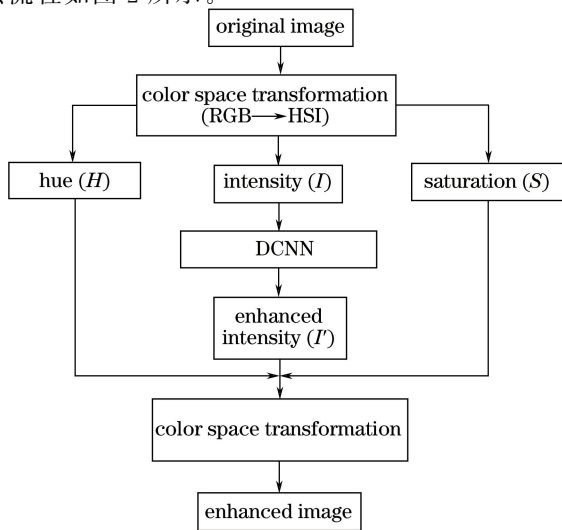 original image
color space transformation
(RGB→HSI)
hue (H)
intensity (I)
saturation (S)
DCNN
enhanced
intensity (I′)
color space transformation
enhanced image